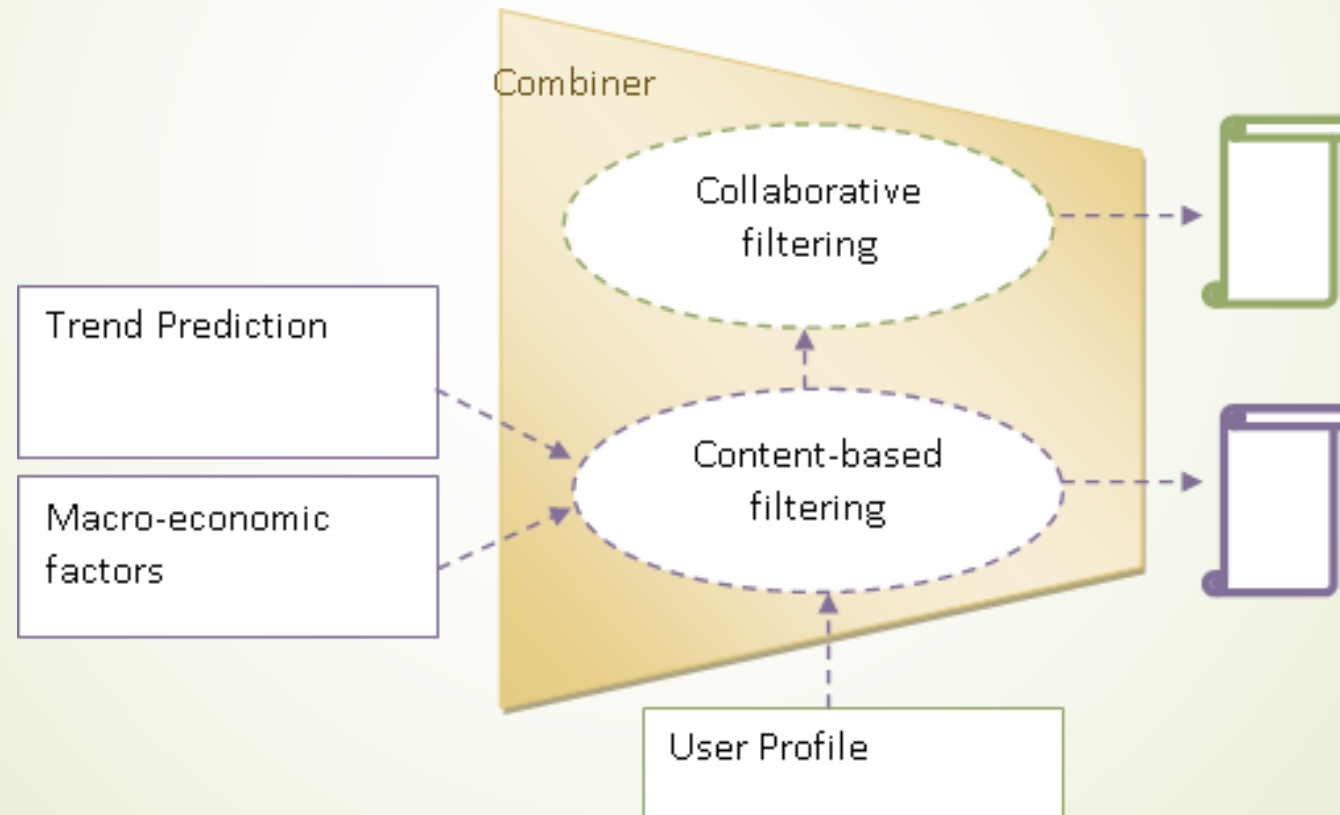 Combiner
Collaborative
filtering
Trend Prediction
Content-based
filtering
Macro-economic
factors
User Profile